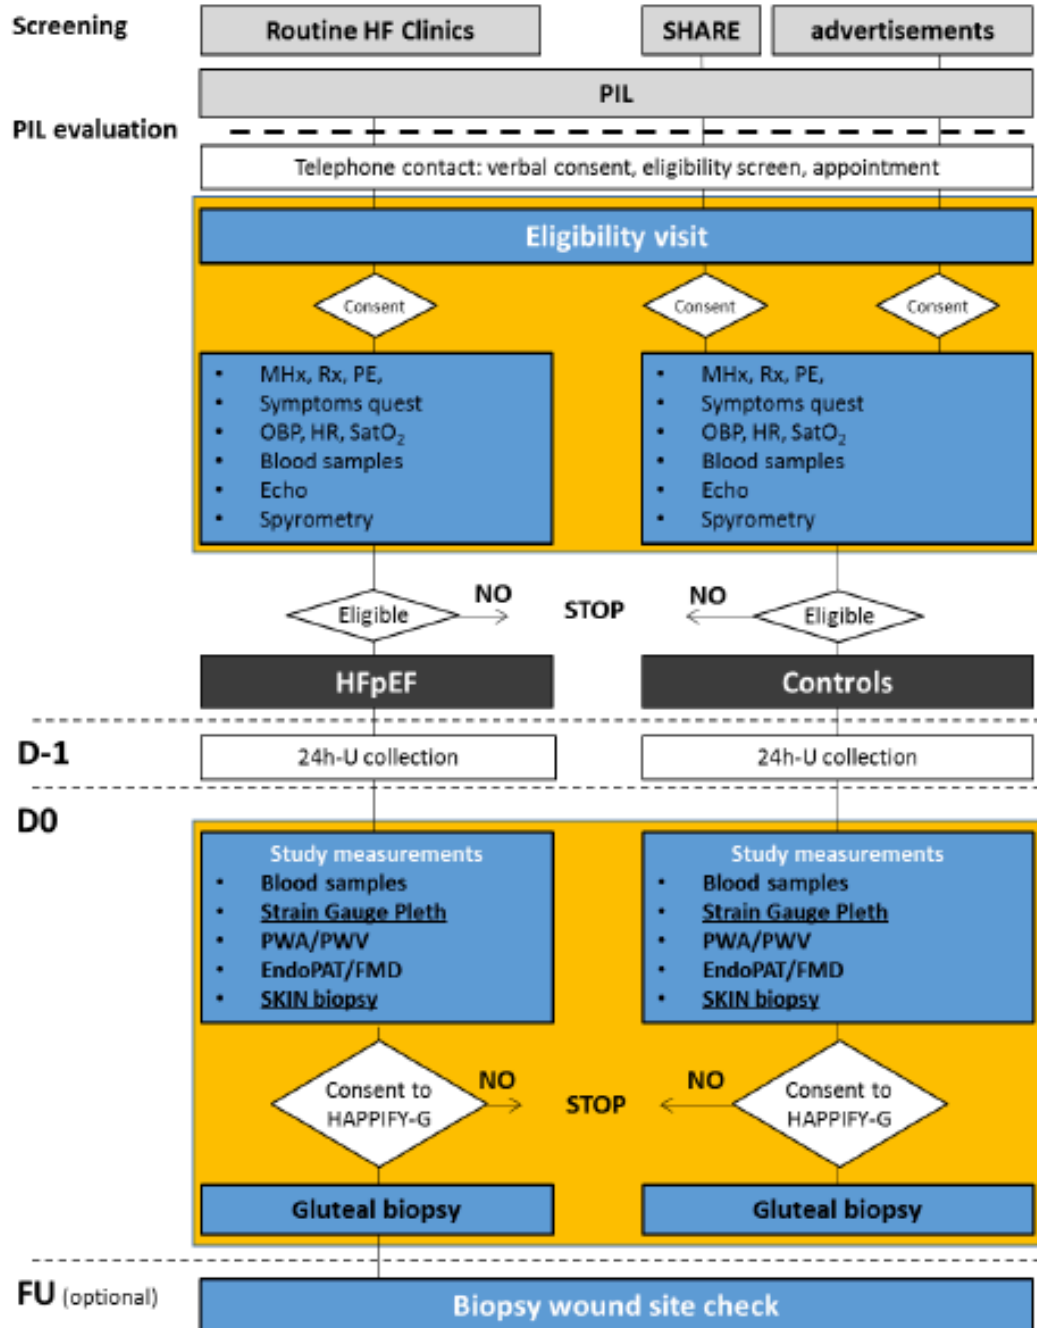 Screening
Routine HF Clinics
SHARE
advertisements
PIL
PIL evaluation
Telephone contact: verbal consent, eligibility screen, appointment
Eligibility visit
Consent
Consent
Consent
• MHx, Rx, PE,
• Symptoms quest
• OBP, HR, SatO₂
• Blood samples
• Echo
• Spyrometry
• MHx, Rx, PE,
• Symptoms quest
• OBP, HR, SatO₂
• Blood samples
• Echo
• Spyrometry
Eligible
NO
STOP
NO
Eligible
HFpEF
Controls
D-1
24h-U collection
24h-U collection
D0
Study measurements
• Blood samples
• Strain Gauge Pleth
• PWA/PWV
• EndoPAT/FMD
• SKIN biopsy
Study measurements
• Blood samples
• Strain Gauge Pleth
• PWA/PWV
• EndoPAT/FMD
• SKIN biopsy
Consent to
HAPPIFY-G
NO
STOP
NO
Consent to
HAPPIFY-G
Gluteal biopsy
Gluteal biopsy
FU (optional)
Biopsy wound site check